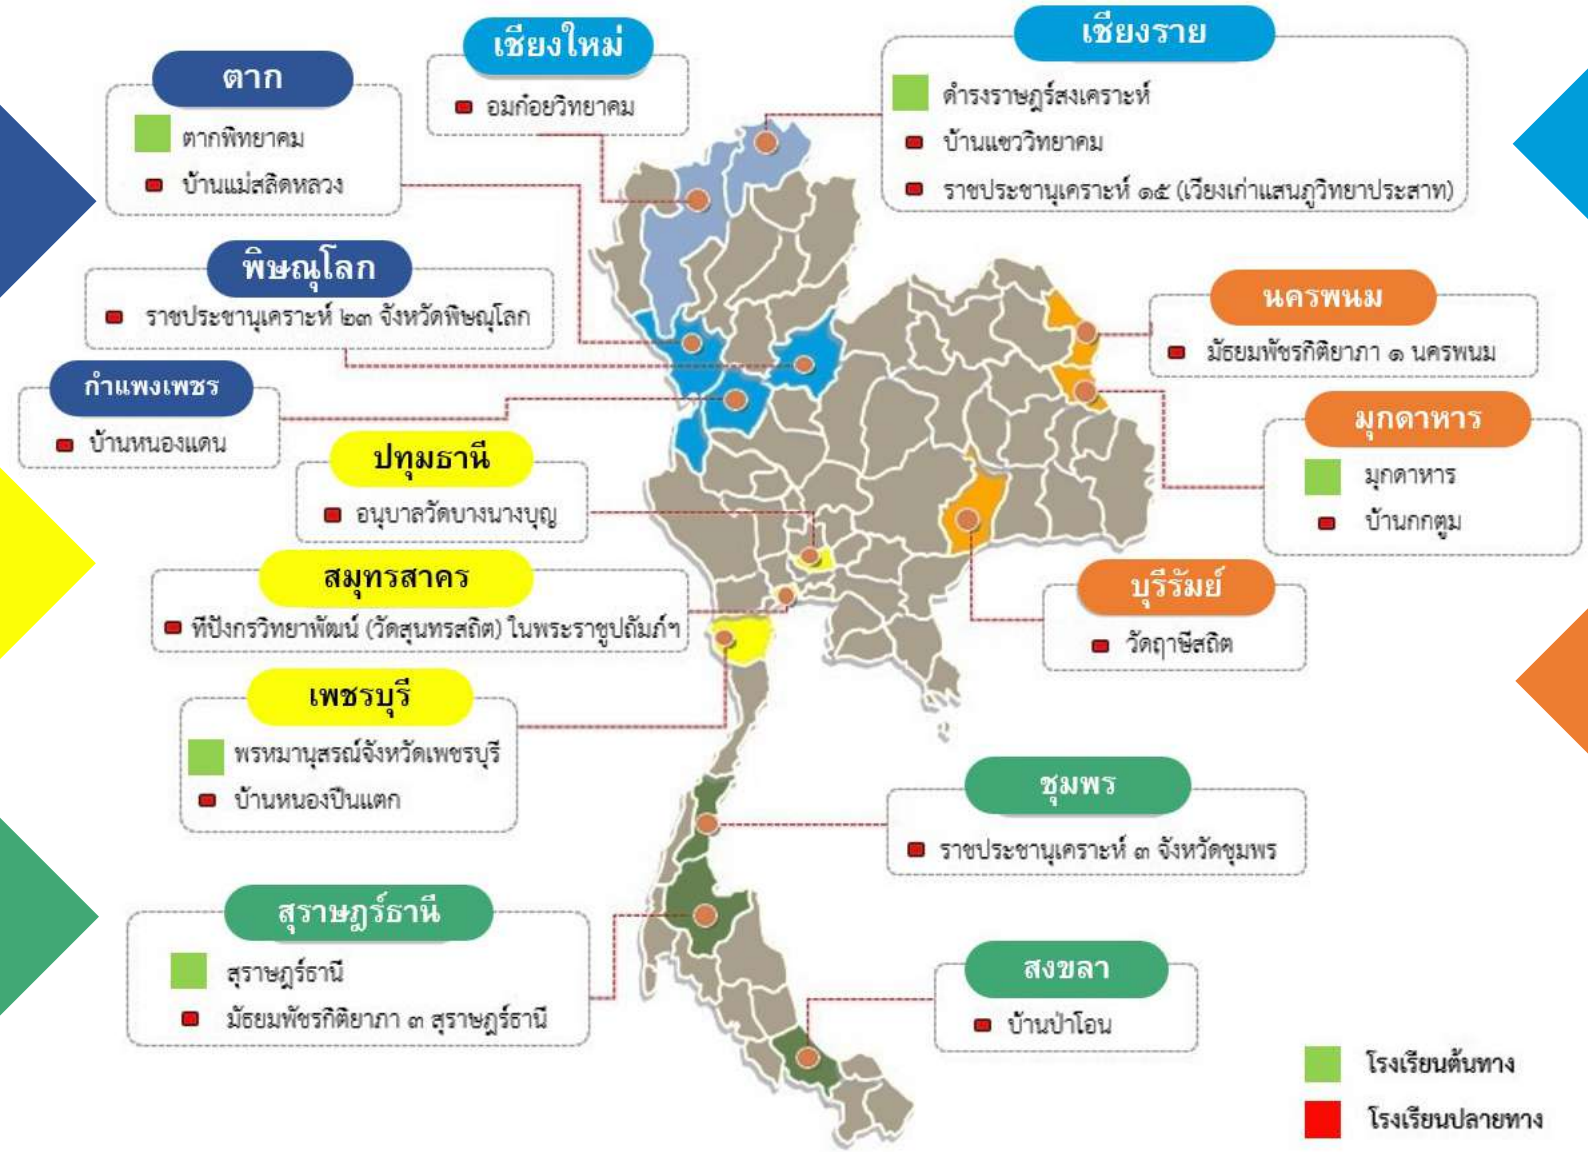 เชียงใหม่
อมก๋อยวิทยาคม
เชียงราย
ดำรงราษฎร์สงเคราะห์
บ้านแซววิทยาคม
ราชประชานุเคราะห์ ๑๕ (เวียงเก่าแสนภูวิทยาประสาท)
ตาก
ตากพิทยาคม
บ้านแม่สลิดหลวง
พิษณุโลก
ราชประชานุเคราะห์ ๒๓ จังหวัดพิษณุโลก
กำแพงเพชร
บ้านหนองแดน
นครพนม
มัธยมพัชรกิติยาภา ๑ นครพนม
มุกดาหาร
มุกดาหาร
บ้านกกตูม
ปทุมธานี
อนุบาลวัดบางนางบุญ
สมุทรสาคร
ทีปังกรวิทยาพัฒน์ (วัดสุนทรสถิต) ในพระราชูปถัมภ์ฯ
บุรีรัมย์
วัดฤาษีสถิต
เพชรบุรี
พรหมานุสรณ์จังหวัดเพชรบุรี
บ้านหนองปืนแตก
ชุมพร
ราชประชานุเคราะห์ ๓ จังหวัดชุมพร
สุราษฎร์ธานี
สุราษฎร์ธานี
มัธยมพัชรกิติยาภา ๓ สุราษฎร์ธานี
สงขลา
บ้านป่าโอน
โรงเรียนต้นทาง
โรงเรียนปลายทาง